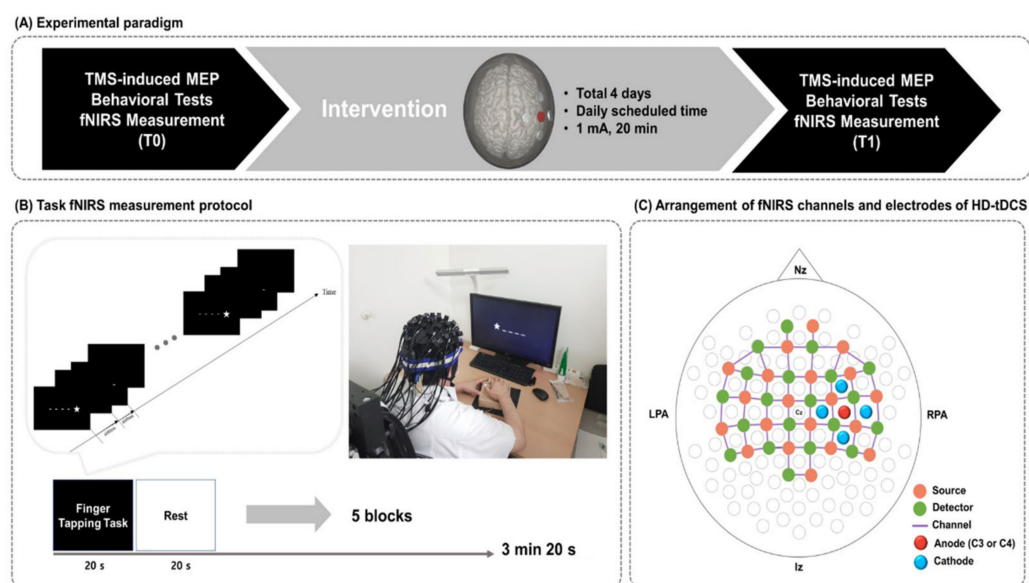 (A) Experimental paradigm
TMS-induced MEP
Behavioral Tests
fNIRS Measurement
(T0)
Intervention
• Total 4 days
• Daily scheduled time
• 1 mA, 20 min
TMS-induced MEP
Behavioral Tests
fNIRS Measurement
(T1)
(B) Task fNIRS measurement protocol
Time
Finger
Tapping Task
Rest
20 s
20 s
5 blocks
3 min 20 s
(C) Arrangement of fNIRS channels and electrodes of HD-tDCS
Nz
LPA
Cz
RPA
Iz
Source
Detector
Channel
Anode (C3 or C4)
Cathode